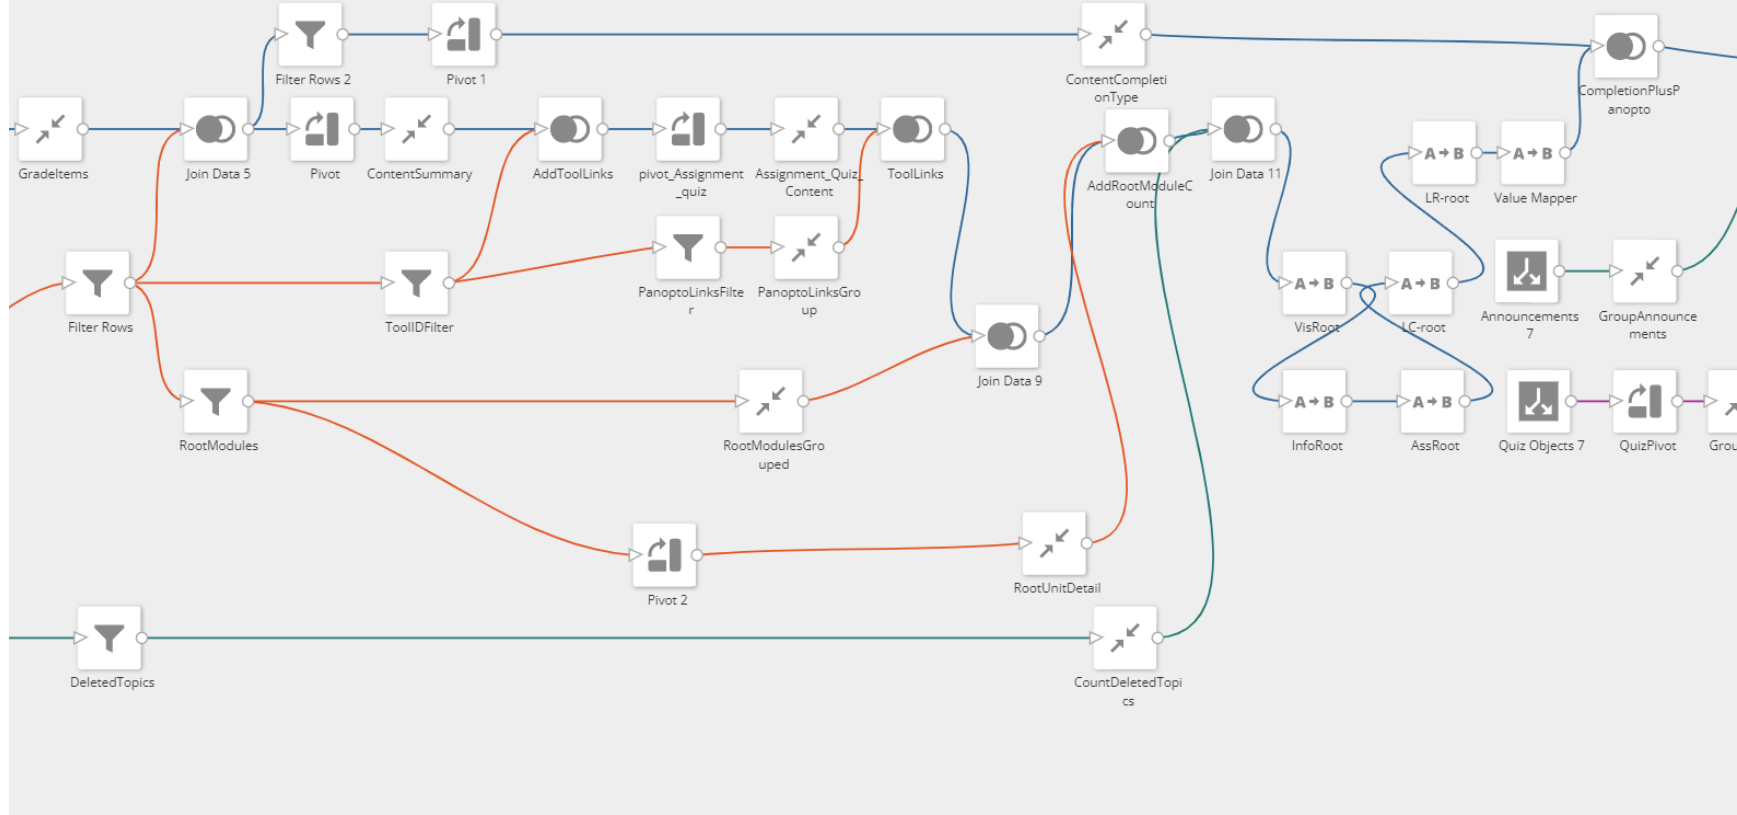 Filter Rows 2
Pivot 1
ContentCompleti
onType
CompletionPlusP
anopto
GradeItems
Join Data 5
Pivot
ContentSummary
AddToolLinks
pivot_Assignment
_quiz
Assignment_Quiz_
Content
ToolLinks
AddRootModuleC
ount
Join Data 11
A→B
LR-root
A→B
Value Mapper
Filter Rows
ToolIDFilter
PanoptoLinksFilte
r
PanoptoLinksGro
up
Join Data 9
A→B
VisRoot
A→B
LC-root
Announcements
7
GroupAnnounce
ments
RootModules
RootModulesGro
uped
A→B
InfoRoot
A→B
AssRoot
Quiz Objects 7
QuizPivot
Grou
Pivot 2
RootUnitDetail
DeletedTopics
CountDeletedTopi
cs